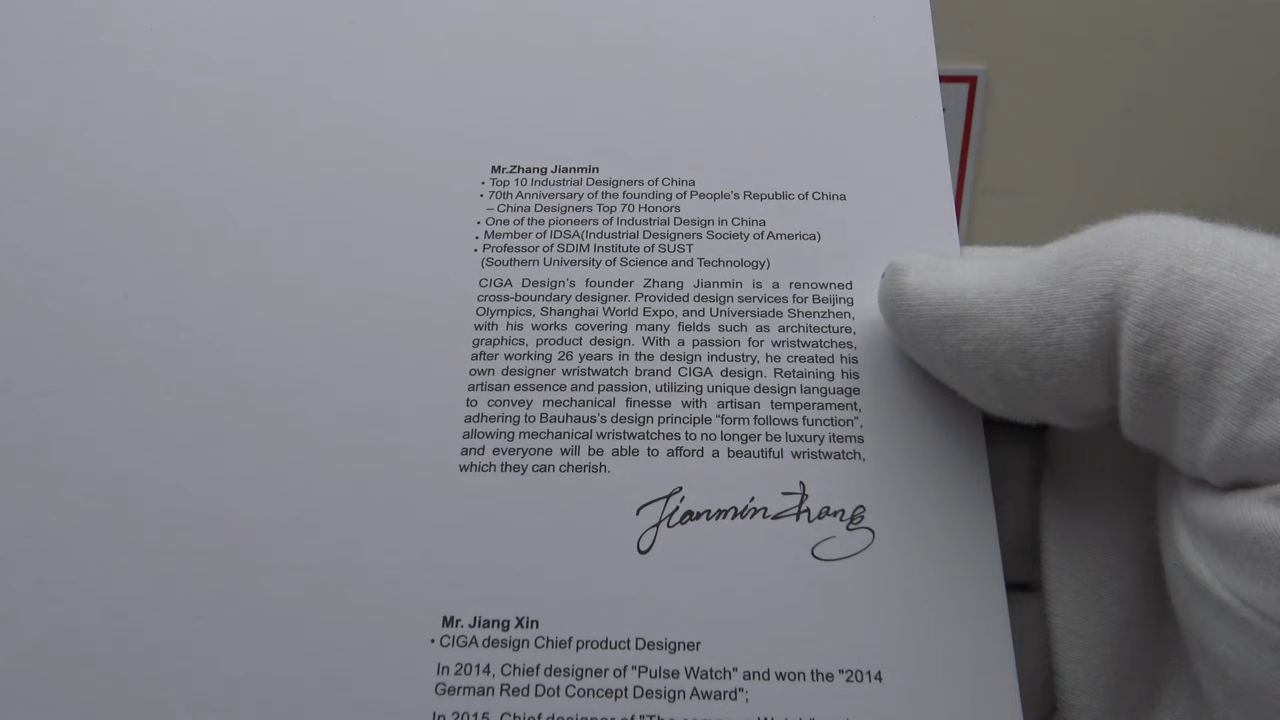 Mr.Zhang Jianmin
• Top 10 Industrial Designers of China
• 70th Anniversary of the founding of People's Republic of China
– China Designers Top 70 Honors
• One of the pioneers of Industrial Design in China
• Member of IDSA(Industrial Designers Society of America)
• Professor of SDIM Institute of SUST
(Southern University of Science and Technology)
CIGA Design's founder Zhang Jianmin is a renowned
cross-boundary designer. Provided design services for Beijing
Olympics, Shanghai World Expo, and Universiade Shenzhen,
with his works covering many fields such as architecture,
graphics, product design. With a passion for wristwatches,
after working 26 years in the design industry, he created his
own designer wristwatch brand CIGA design. Retaining his
artisan essence and passion, utilizing unique design language
to convey mechanical finesse with artisan temperament,
adhering to Bauhaus's design principle “form follows function”,
allowing mechanical wristwatches to no longer be luxury items
and everyone will be able to afford a beautiful wristwatch,
which they can cherish.
Jianmin Zhang
Mr. Jiang Xin
• CIGA design Chief product Designer
In 2014, Chief designer of "Pulse Watch" and won the "2014
German Red Dot Concept Design Award";
In 2015, Chief designer of "The